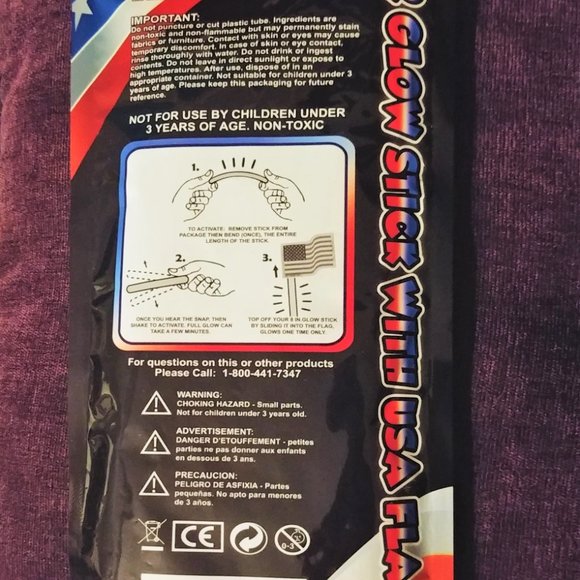 IMPORTANT:
Do not puncture or cut plastic tube. Ingredients are
non-toxic and non-flammable but may permanently stain
fabrics or furniture. Contact with skin or eyes may cause
temporary discomfort. In case of skin or eye contact,
rinse thoroughly with water. Do not drink or ingest
contents. Do not leave in direct sunlight or expose to
high temperatures. After use, dispose of in an
appropriate container. Not suitable for children under 3
years of age. Please keep this packaging for future
reference.
NOT FOR USE BY CHILDREN UNDER
3 YEARS OF AGE. NON-TOXIC
1.
TO ACTIVATE: REMOVE STICK FROM
PACKAGE THEN BEND (ONCE), THE ENTIRE
LENGTH OF THE STICK.
2.
ONCE YOU HEAR THE SNAP, THEN
SHAKE TO ACTIVATE. FULL GLOW CAN
TAKE A FEW MINUTES.
3.
TOP OFF YOUR 8 IN GLOW STICK
BY SLIDING IT INTO THE FLAG,
GLOWS ONE TIME ONLY.
For questions on this or other products
Please Call: 1-800-441-7347
WARNING:
CHOKING HAZARD - Small parts.
Not for children under 3 years old.
ADVERTISEMENT:
DANGER D'ETOUFFEMENT - petites
parties ne pas donner aux enfants
en dessous de 3 ans.
PRECAUCION:
PELIGRO DE ASFIXIA - Partes
pequeñas. No apto para menores
de 3 años.
CE
0-3
GLOW STICK WITH USA FLA